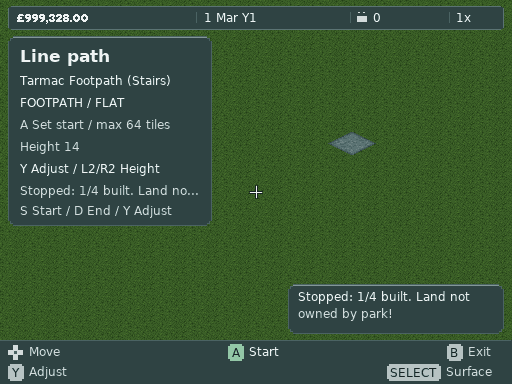 £999,328.00 1 Mar Y1 0 1x
Line path
Tarmac Footpath (Stairs)
FOOTPATH / FLAT
A Set start / max 64 tiles
Height 14
Y Adjust / L2/R2 Height
Stopped: 1/4 built. Land no...
S Start / D End / Y Adjust
Stopped: 1/4 built. Land not
owned by park!
Move A Start B Exit
Y Adjust SELECT Surface